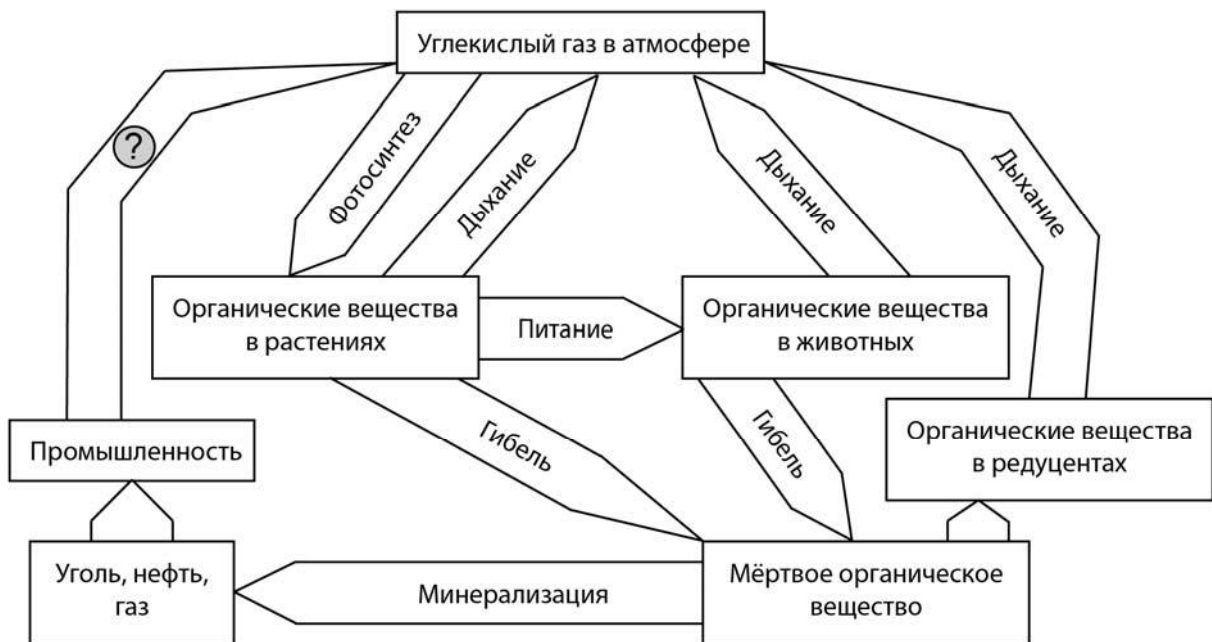 Углекислый газ в атмосфере
?
Фотосинтез
Дыхание
Дыхание
Дыхание
Органические вещества
в растениях
Питание
Органические вещества
в животных
Промышленность
Гибель
Гибель
Органические вещества
в редуцентах
Уголь, нефть,
газ
Минерализация
Мёртвое органическое
вещество